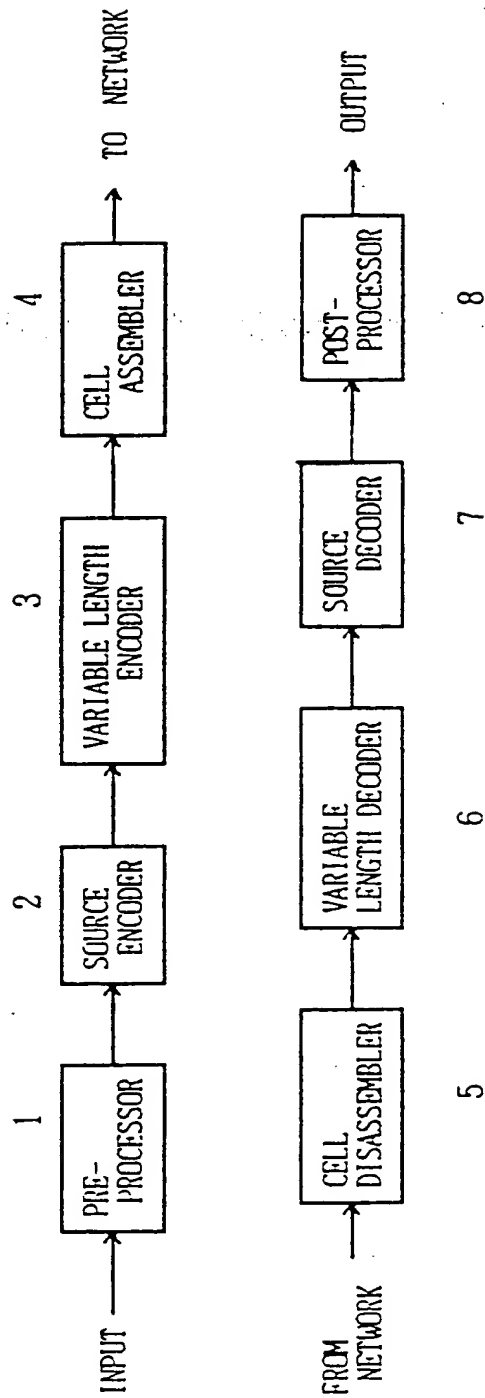 1
2
3
4
INPUT
PRE-
PROCESSOR
SOURCE
ENCODER
VARIABLE LENGTH
ENCODER
CELL
ASSEMBLER
TO NETWORK
FROM
NETWORK
CELL
DISASSEMBLER
VARIABLE
LENGTH DECODER
SOURCE
DECODER
POST-
PROCESSOR
OUTPUT
5
6
7
8